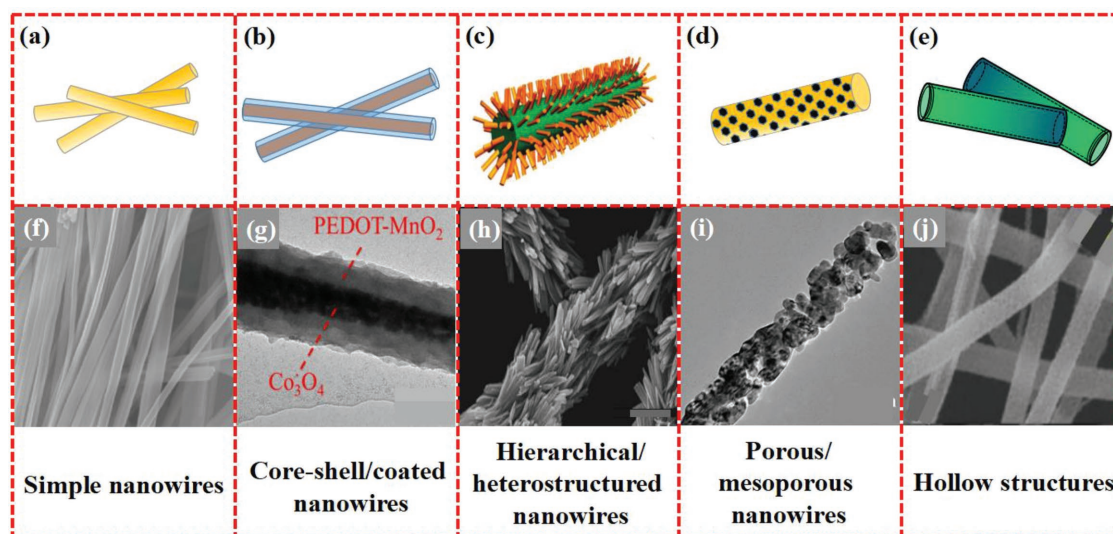 (a)
(b)
(c)
(d)
(e)
(f)
(g)
PEDOT-MnO₂
Co₃O₄
(h)
(i)
(j)
Simple nanowires
Core-shell/coated
nanowires
Hierarchical/
heterostructured
nanowires
Porous/
mesoporous
nanowires
Hollow structures